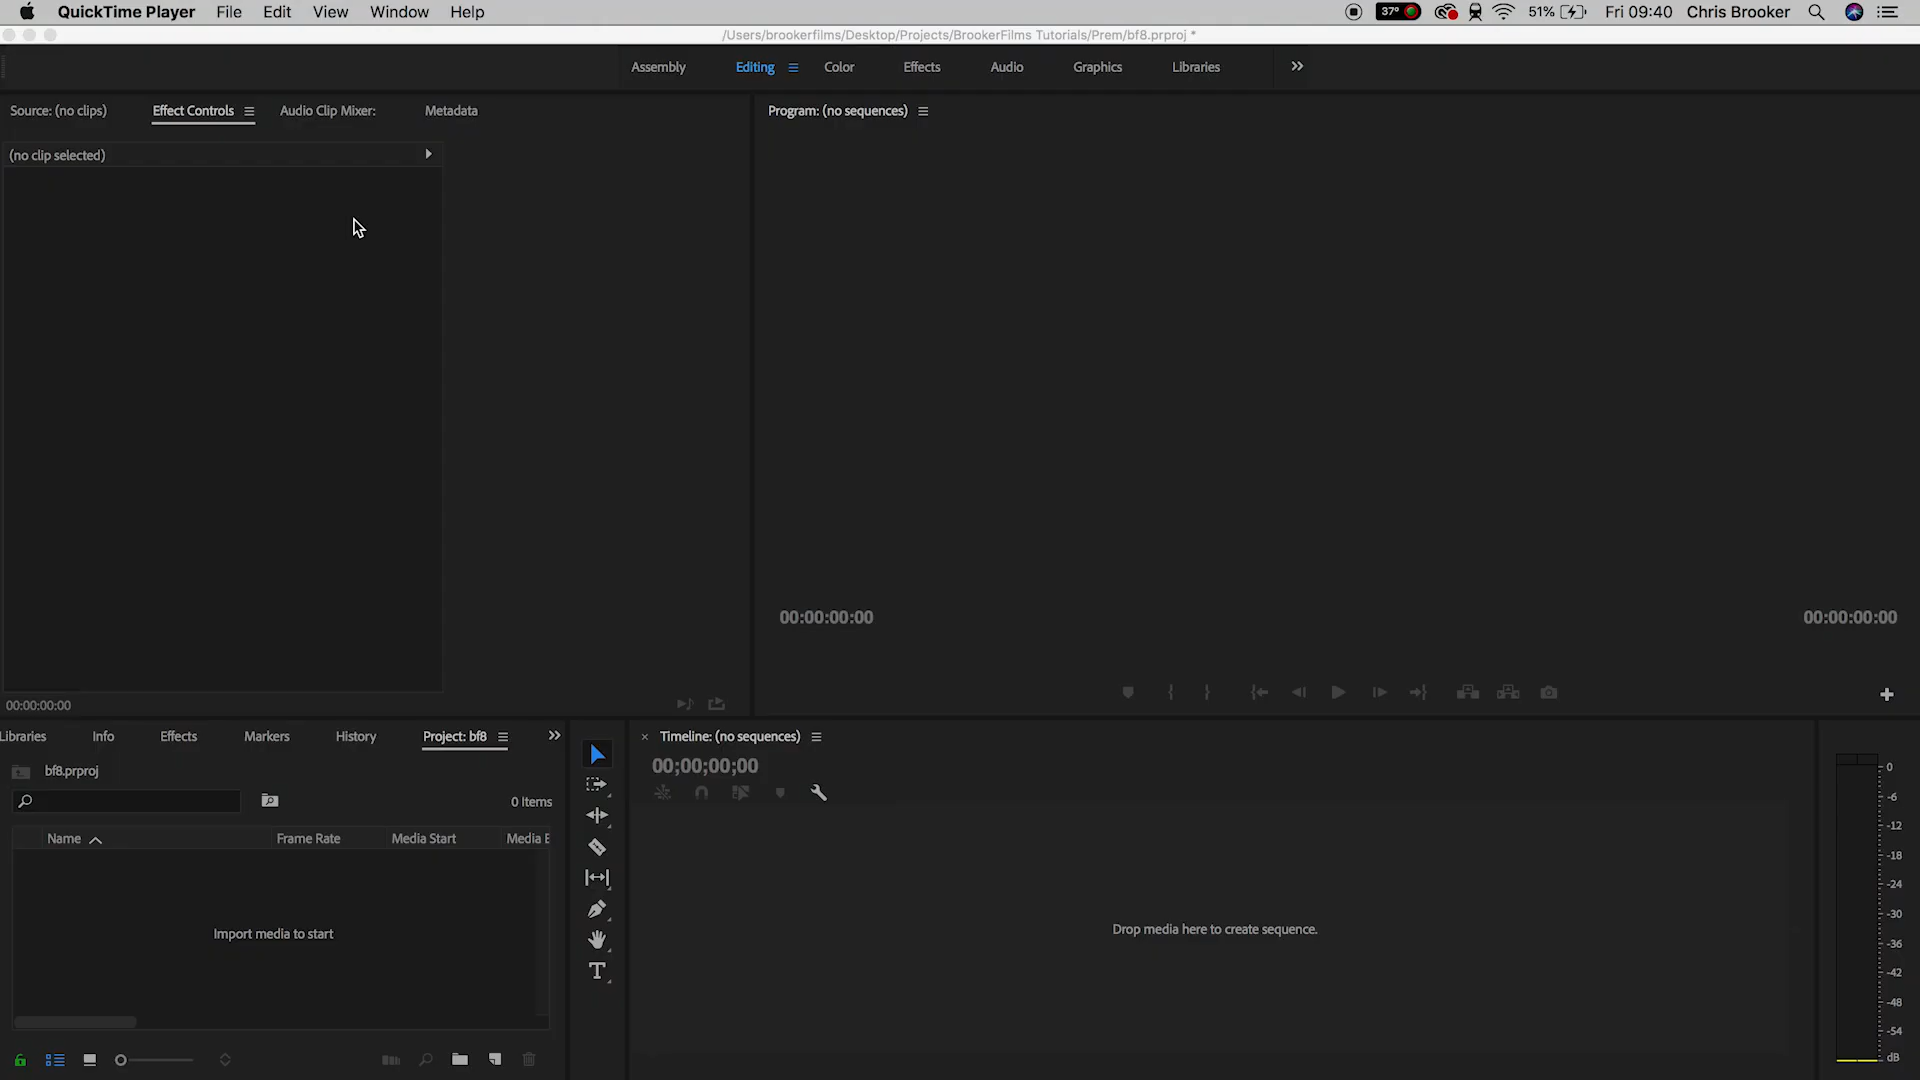 QuickTime Player File Edit View Window Help 37° 51% Fri 09:40 Chris Brooker
/Users/brookerfilms/Desktop/Projects/BrookerFilms Tutorials/Prem/bf8.prproj *
Assembly Editing Color Effects Audio Graphics Libraries
Source: (no clips) Effect Controls Audio Clip Mixer: Metadata
Program: (no sequences)
(no clip selected)
00:00:00:00 00:00:00:00
00:00:00:00
Libraries Info Effects Markers History Project: bf8
Timeline: (no sequences)
bf8.prproj
00;00;00;00
0 Items
Name Frame Rate Media Start Media E
Import media to start
Drop media here to create sequence.
0
-6
-12
-18
-24
-30
-36
-42
-48
-54
dB